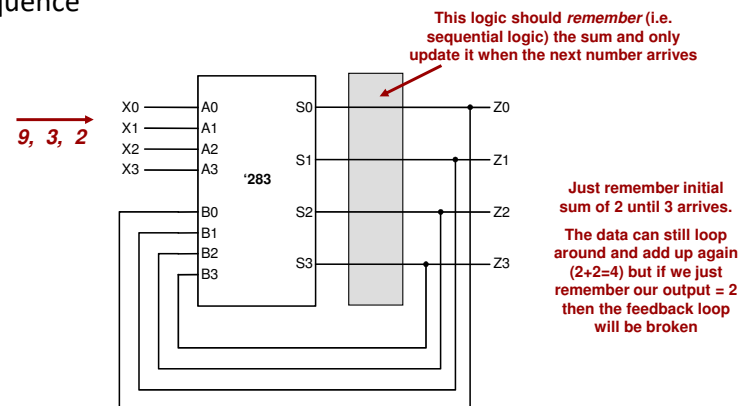 quence
This logic should remember (i.e.
sequential logic) the sum and only
update it when the next number arrives
9, 3, 2
X0
X1
X2
X3
A0
A1
A2
A3
B0
B1
B2
B3
'283
S0
S1
S2
S3
Z0
Z1
Z2
Z3
Just remember initial
sum of 2 until 3 arrives.
The data can still loop
around and add up again
(2+2=4) but if we just
remember our output = 2
then the feedback loop
will be broken